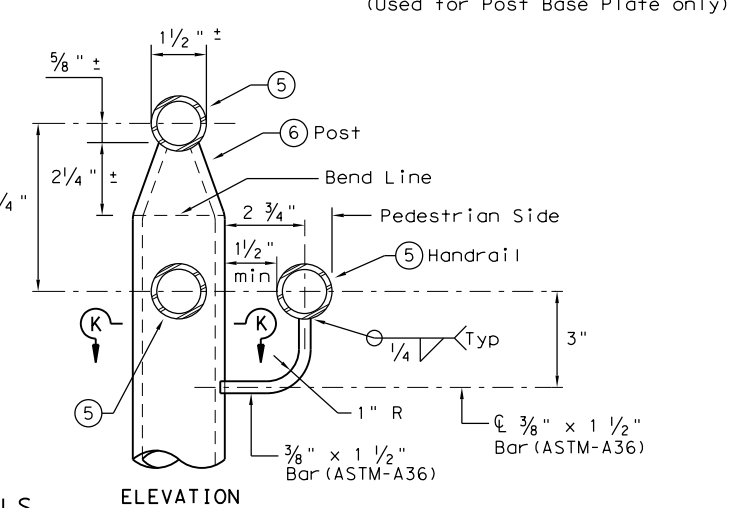 (Used for Post Base Plate only)
1 1/2" ±
5/8" ±
5
6 Post
2 1/4" ±
Bend Line
/4"
2 3/4"
Pedestrian Side
1 1/2"
min
5 Handrail
K
K
1/4
Typ
3"
5
1" R
3/8" x 1 1/2"
Bar(ASTM-A36)
℄ 3/8" x 1 1/2"
Bar(ASTM-A36)
ELEVATION
LS